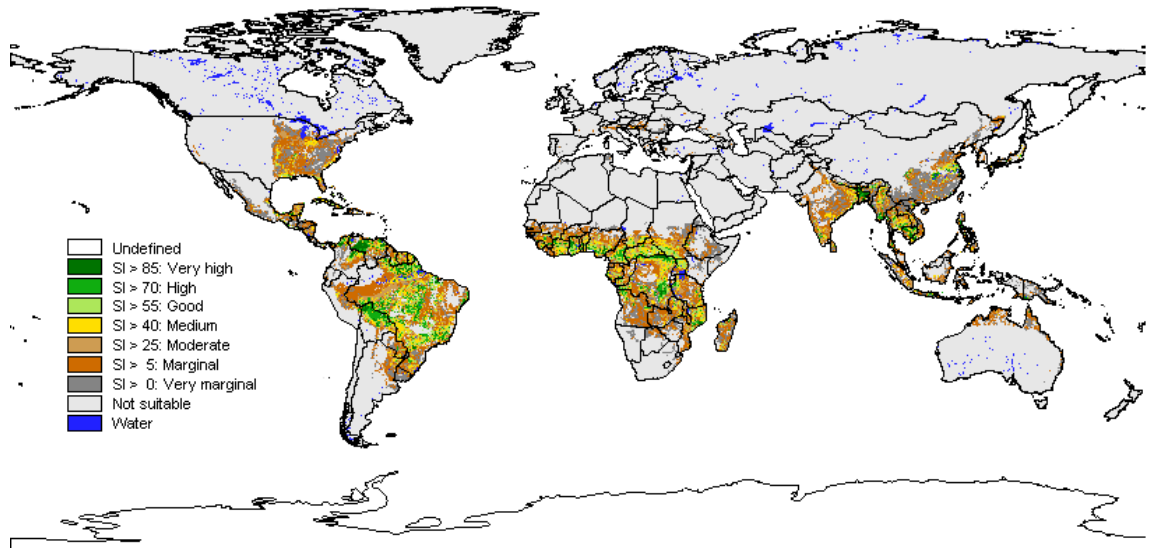 Undefined
SI > 85: Very high
SI > 70: High
SI > 55: Good
SI > 40: Medium
SI > 25: Moderate
SI > 5: Marginal
SI > 0: Very marginal
Not suitable
Water